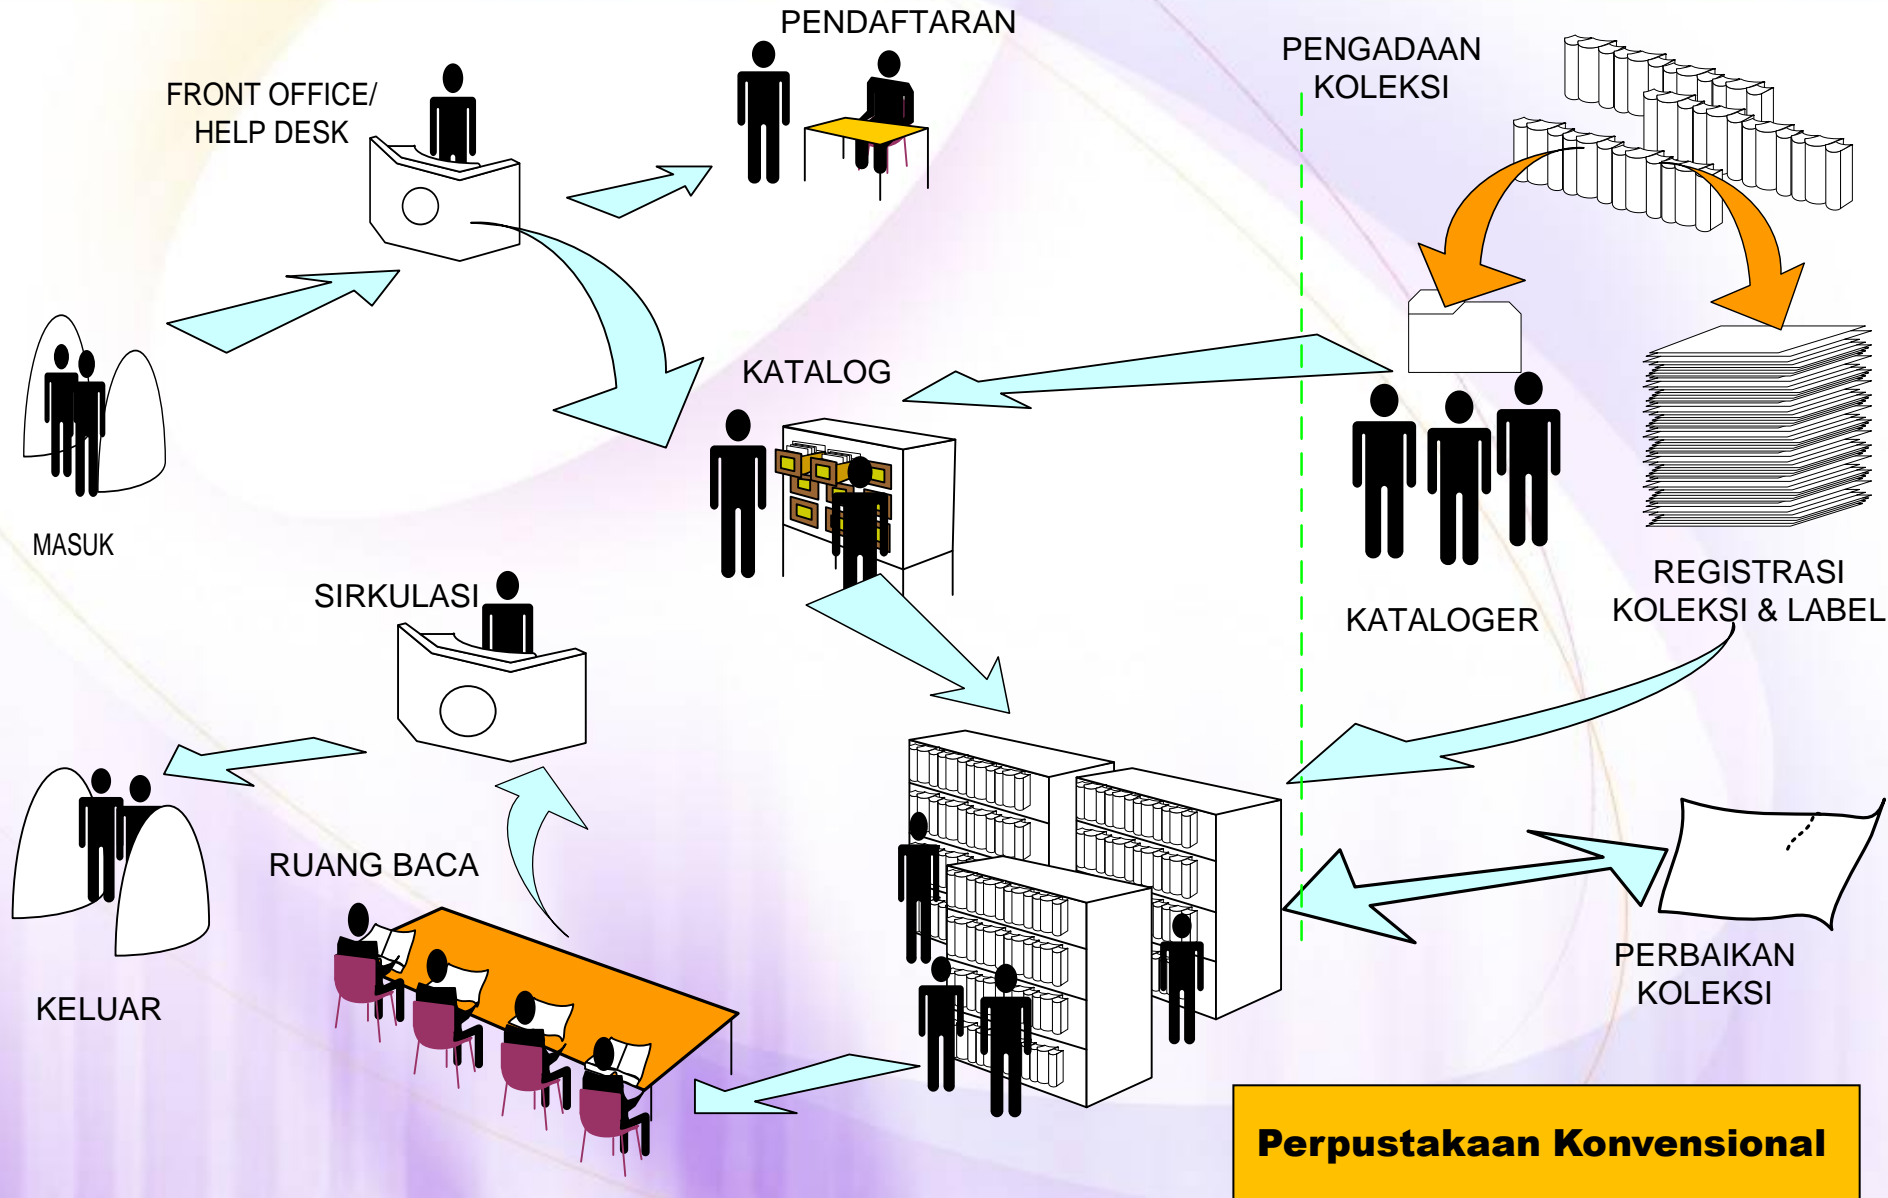 PENDAFTARAN
FRONT OFFICE/
HELP DESK
PENGADAAN
KOLEKSI
MASUK
KATALOG
KATALOGER
REGISTRASI
KOLEKSI & LABEL
SIRKULASI
KELUAR
RUANG BACA
PERBAIKAN
KOLEKSI
Perpustakaan Konvensional